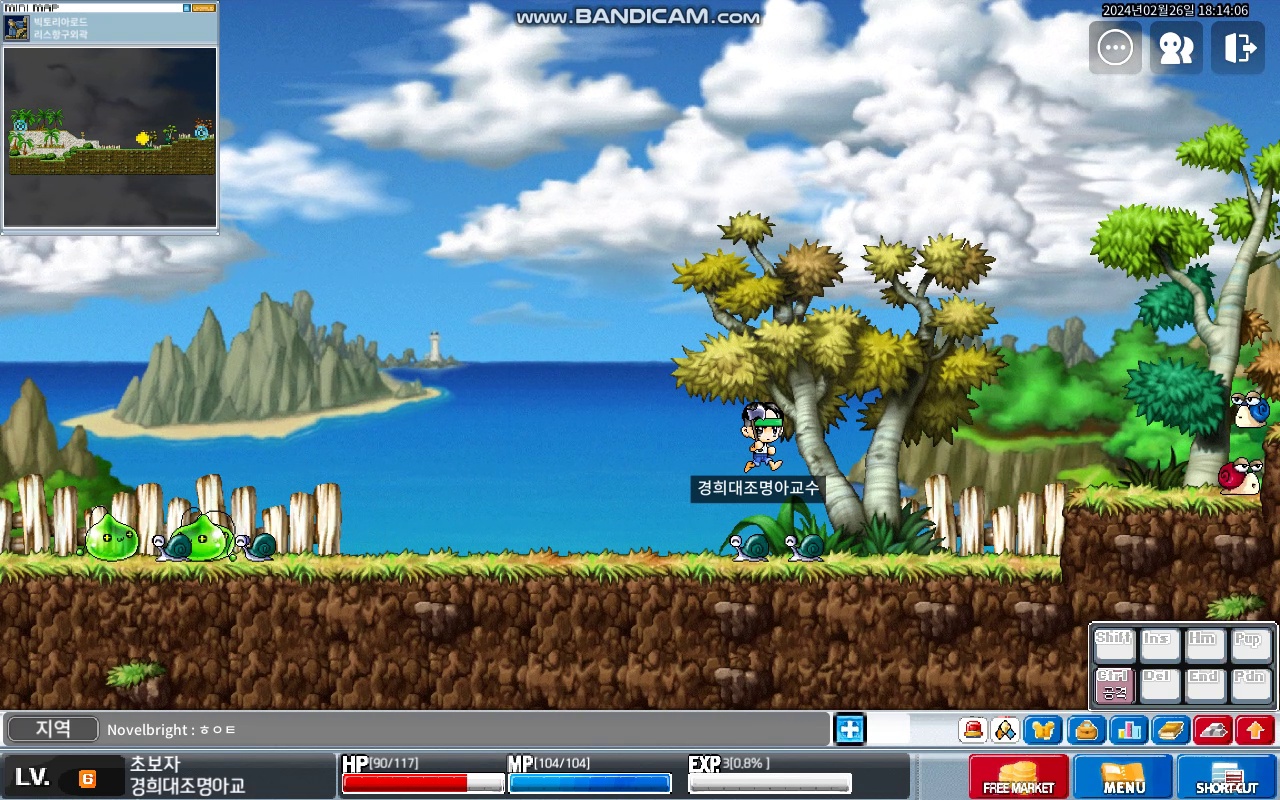 MINI MAP
WORLD
빅토리아로드
리스항구외곽
www.BANDICAM.com
2024년02월26일 18:14:06
경희대조명아교수
Shift Ins Hm Pup
Ctrl Del End Pdn
공격
지역 Novelbright : ㅎㅇㅌ
LV. 6
초보자
경희대조명아교
HP[90/117] MP[104/104] EXP 3[0.8% ]
FREE MARKET MENU SHORTCUT